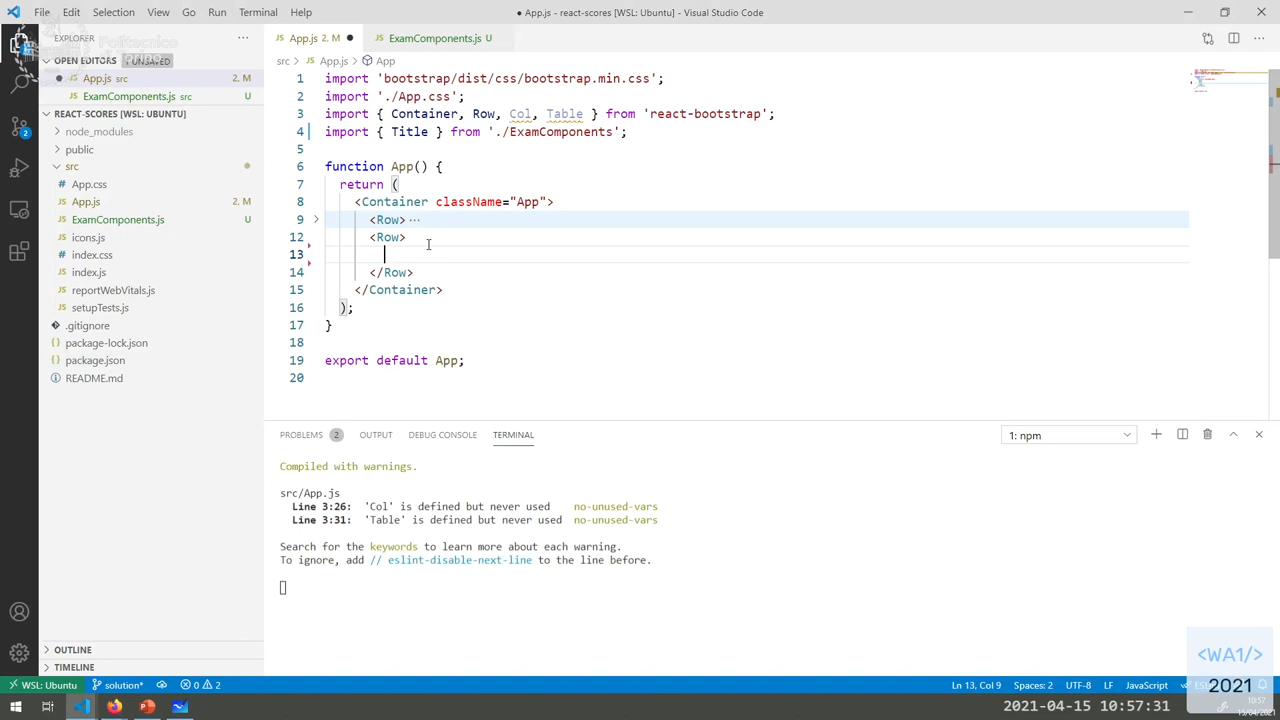 File Edit Selection View Go Run Terminal Help
● App.js - react-scores [WSL: Ubuntu] - Visual Studio Code
Politecnico
EXPLORER
OPEN EDITORS 1 UNSAVED
App.js src 2, M
ExamComponents.js src U
REACT-SCORES [WSL: UBUNTU]
node_modules
public
src
App.css
App.js 2, M
ExamComponents.js U
icons.js
index.css
index.js
reportWebVitals.js
setupTests.js
.gitignore
package-lock.json
package.json
README.md
OUTLINE
TIMELINE
2
App.js 2, M ●
ExamComponents.js U
src > App.js > App
1 import 'bootstrap/dist/css/bootstrap.min.css';
2 import './App.css';
3 import { Container, Row, Col, Table } from 'react-bootstrap';
4 import { Title } from './ExamComponents';
5
6 function App() {
7 return (
8 <Container className="App">
9 <Row> ...
12 <Row>
13
14 </Row>
15 </Container>
16 );
17 }
18
19 export default App;
20
PROBLEMS 2 OUTPUT DEBUG CONSOLE TERMINAL
1: npm
Compiled with warnings.
src/App.js
Line 3:26: 'Col' is defined but never used no-unused-vars
Line 3:31: 'Table' is defined but never used no-unused-vars
Search for the keywords to learn more about each warning.
To ignore, add // eslint-disable-next-line to the line before.
<WA1/>
2021
WSL: Ubuntu solution* 0 2
Ln 13, Col 9 Spaces: 2 UTF-8 LF JavaScript
2021-04-15 10:57:31
10:57
15/04/2021